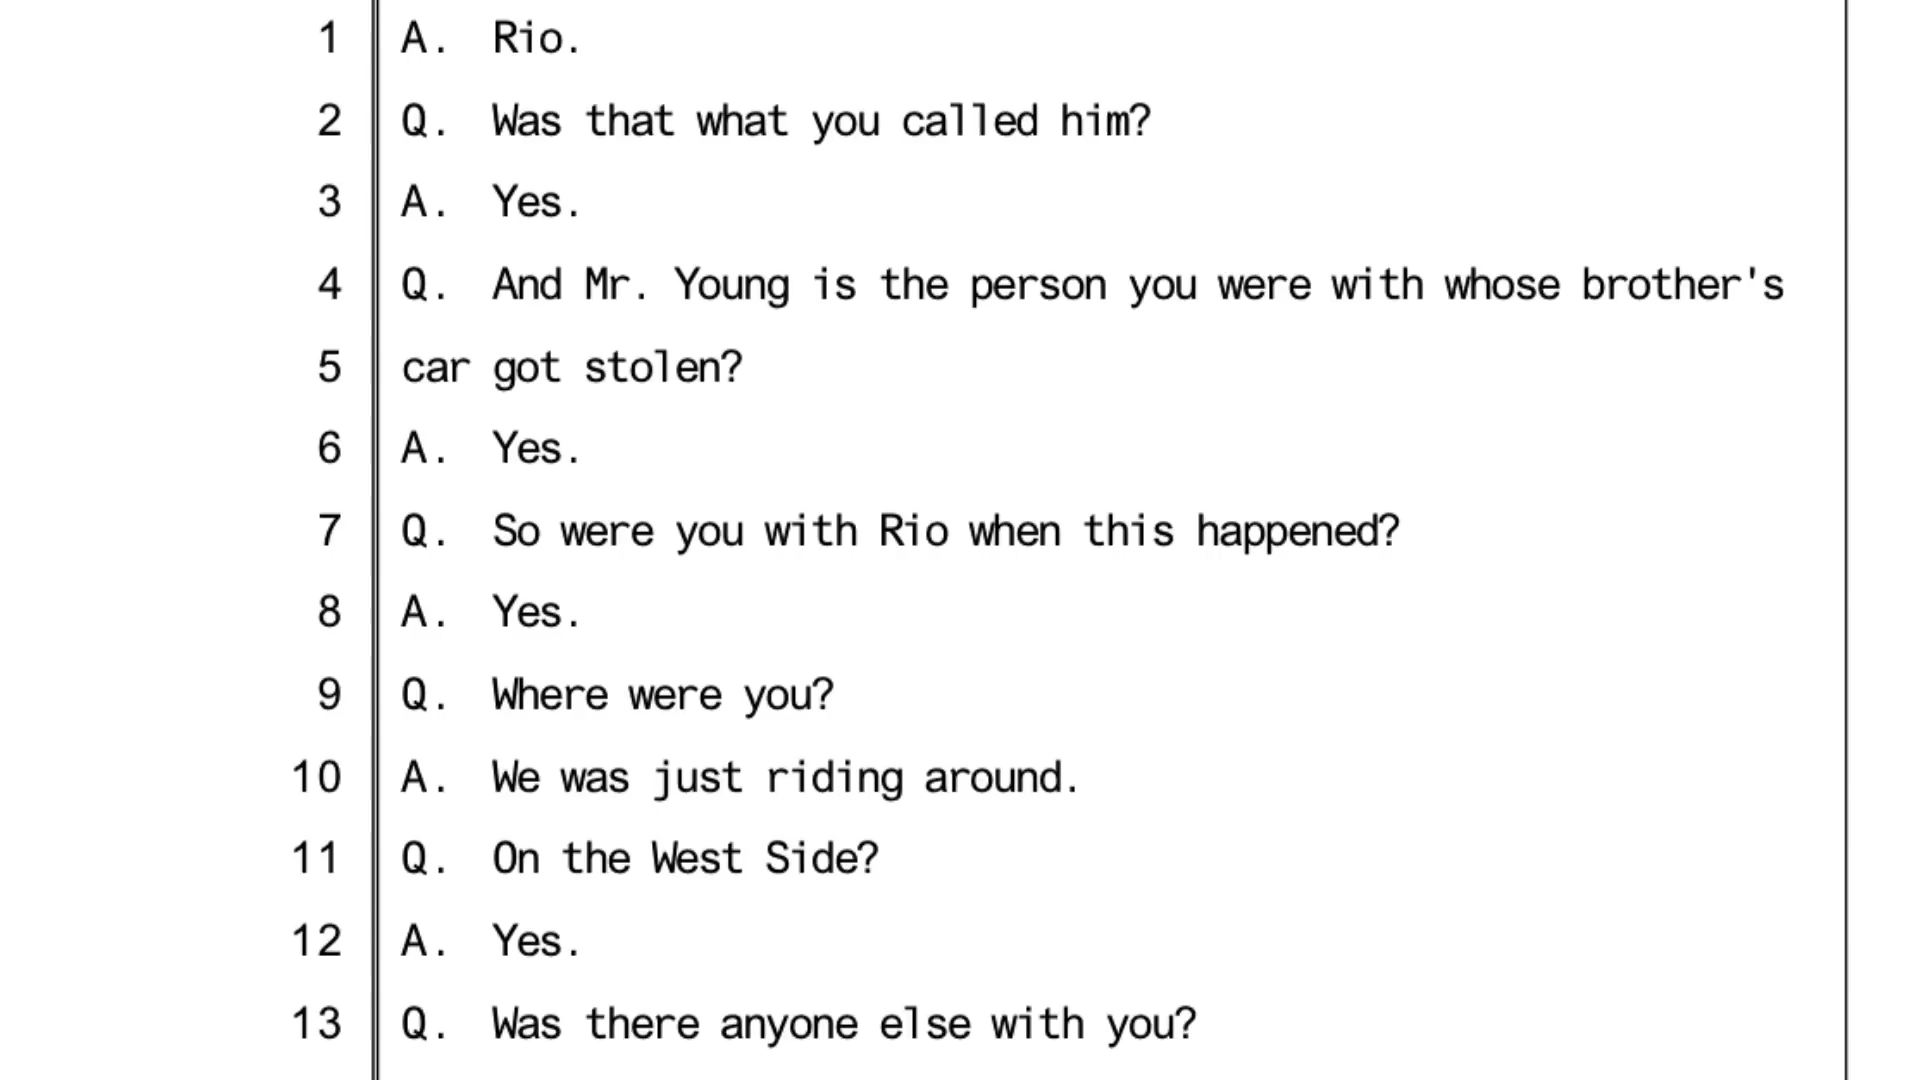 1 A. Rio.
2 Q. Was that what you called him?
3 A. Yes.
4 Q. And Mr. Young is the person you were with whose brother's
5 car got stolen?
6 A. Yes.
7 Q. So were you with Rio when this happened?
8 A. Yes.
9 Q. Where were you?
10 A. We was just riding around.
11 Q. On the West Side?
12 A. Yes.
13 Q. Was there anyone else with you?